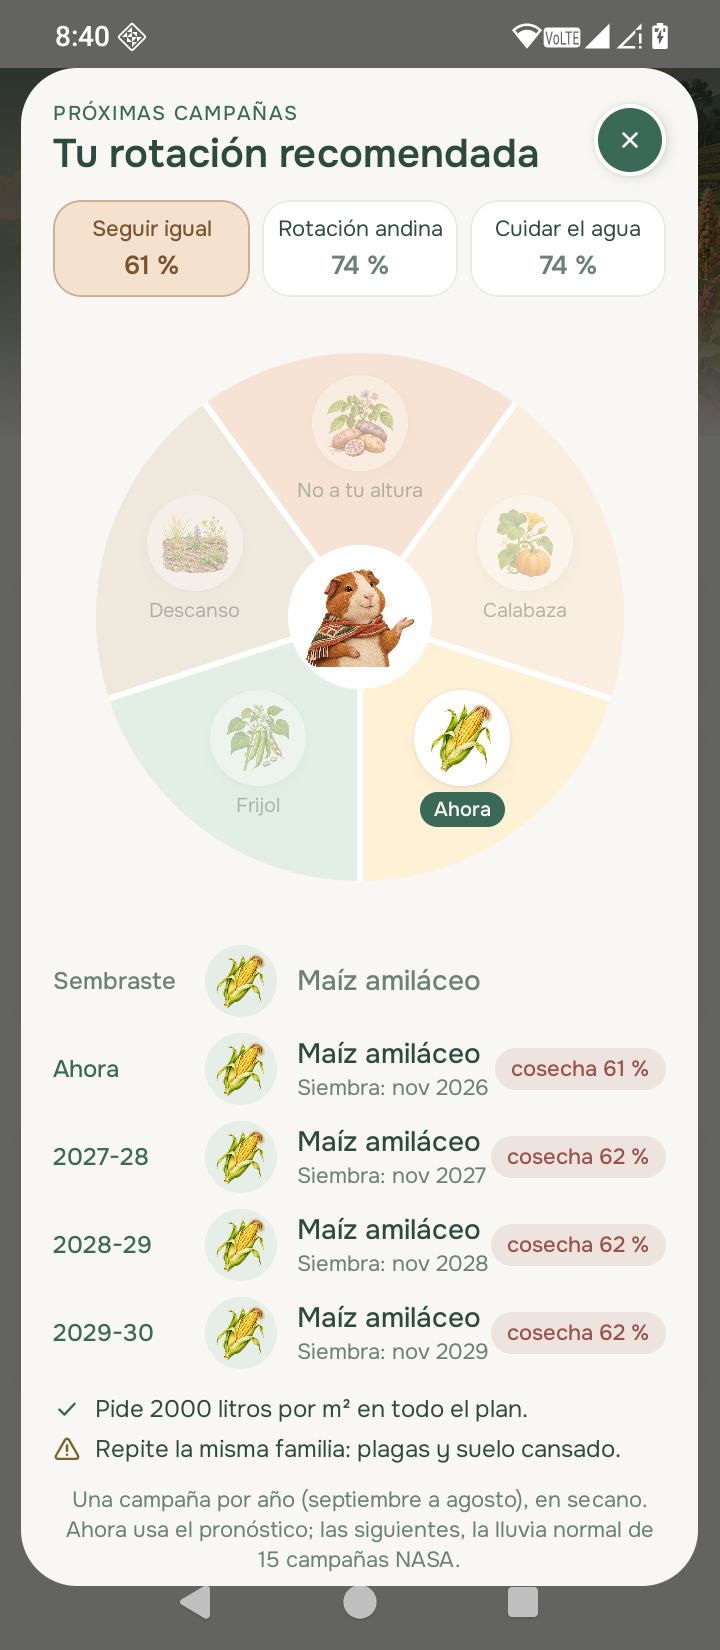 8:40
VoLTE
PRÓXIMAS CAMPAÑAS
Tu rotación recomendada
Seguir igual
61 %
Rotación andina
74 %
Cuidar el agua
74 %
No a tu altura
Descanso
Calabaza
Frijol
Ahora
Sembraste
Maíz amiláceo
Ahora
Maíz amiláceo
Siembra: nov 2026
cosecha 61 %
2027-28
Maíz amiláceo
Siembra: nov 2027
cosecha 62 %
2028-29
Maíz amiláceo
Siembra: nov 2028
cosecha 62 %
2029-30
Maíz amiláceo
Siembra: nov 2029
cosecha 62 %
Pide 2000 litros por m² en todo el plan.
Repite la misma familia: plagas y suelo cansado.
Una campaña por año (septiembre a agosto), en secano.
Ahora usa el pronóstico; las siguientes, la lluvia normal de
15 campañas NASA.